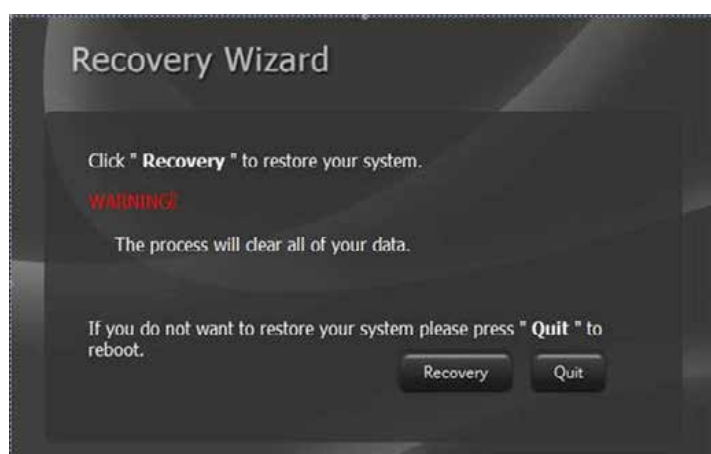 Recovery Wizard
Click " Recovery " to restore your system.
WARNING!
The process will clear all of your data.
If you do not want to restore your system please press " Quit " to
reboot.
Recovery
Quit